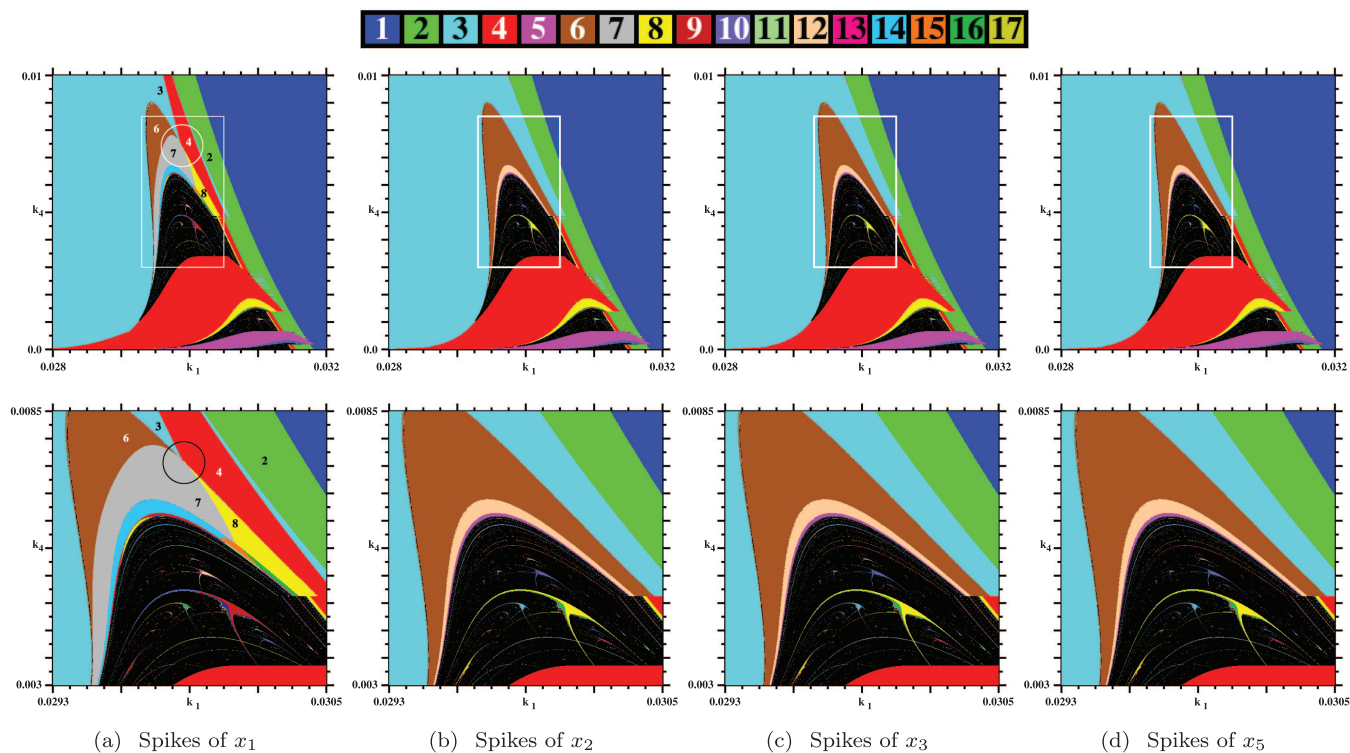 1 2 3 4 5 6 7 8 9 10 11 12 13 14 15 16 17
0.01 k4 0.0 0.028 k1 0.032 3 6 4 7 2 8
0.01 k4 0.0 0.028 k1 0.032
0.01 k4 0.0 0.028 k1 0.032
0.01 k4 0.0 0.028 k1 0.032
0.0085 k4 0.003 0.0293 k1 0.0305 6 3 4 2 7 8
0.0085 k4 0.003 0.0293 k1 0.0305
0.0085 k4 0.003 0.0293 k1 0.0305
0.0085 k4 0.003 0.0293 k1 0.0305
(a) Spikes of x1
(b) Spikes of x2
(c) Spikes of x3
(d) Spikes of x5